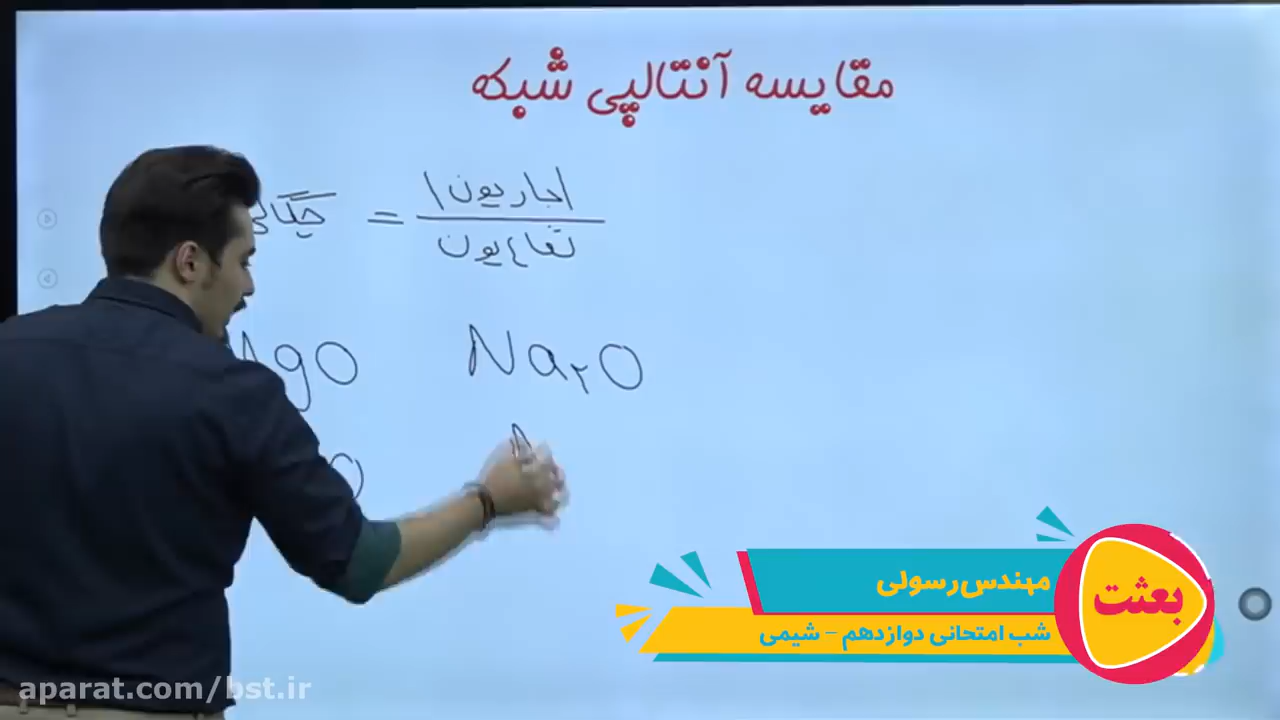 مقایسه آنتالپی شبکه
چگالی = |بار یون|
شعاع یون
MgO Na₂O
مهندس رسولی
شب امتحانی دوازدهم - شیمی
بعثت
aparat.com/bst.ir